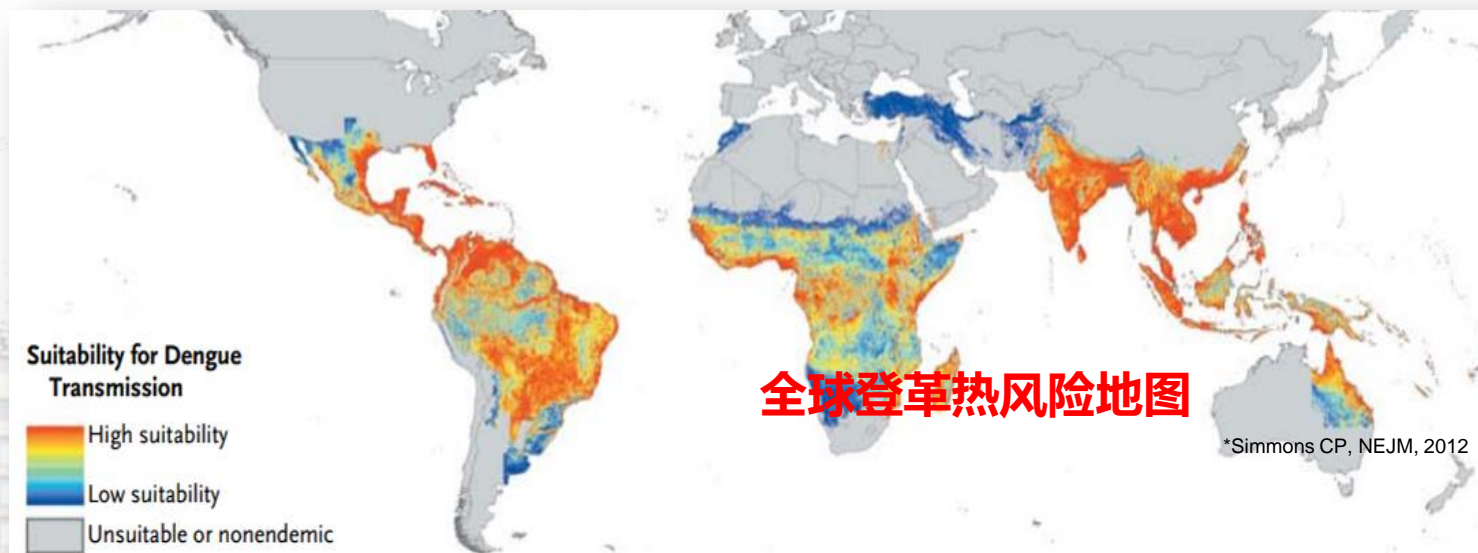 Suitability for Dengue
Transmission
High suitability
Low suitability
Unsuitable or nonendemic
全球登革热风险地图
*Simmons CP, NEJM, 2012